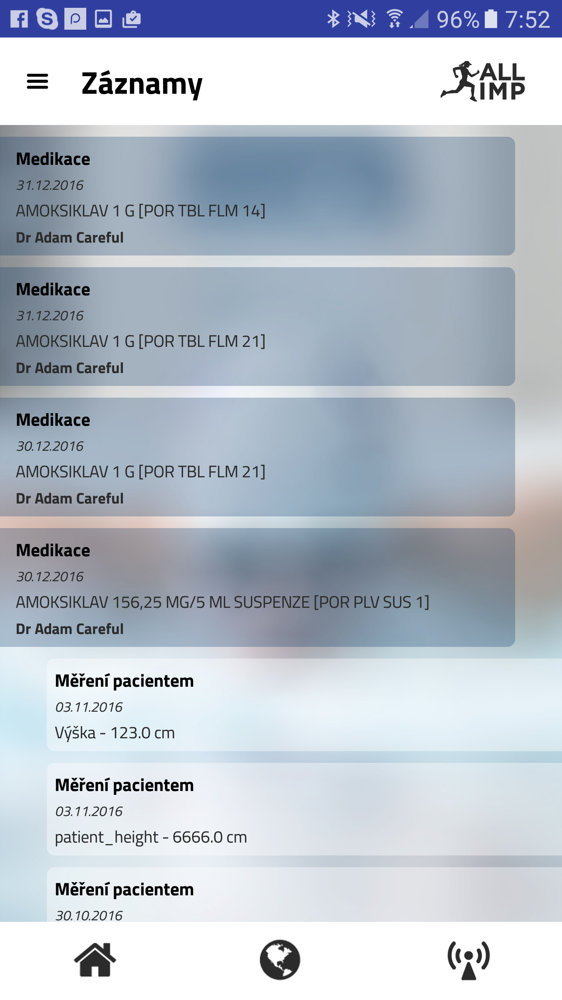 96% 7:52
Záznamy
ALL
IMP
Medikace
31.12.2016
AMOKSIKLAV 1 G [POR TBL FLM 14]
Dr Adam Careful
Medikace
31.12.2016
AMOKSIKLAV 1 G [POR TBL FLM 21]
Dr Adam Careful
Medikace
30.12.2016
AMOKSIKLAV 1 G [POR TBL FLM 21]
Dr Adam Careful
Medikace
30.12.2016
AMOKSIKLAV 156,25 MG/5 ML SUSPENZE [POR PLV SUS 1]
Dr Adam Careful
Měření pacientem
03.11.2016
Výška - 123.0 cm
Měření pacientem
03.11.2016
patient_height - 6666.0 cm
Měření pacientem
30.10.2016